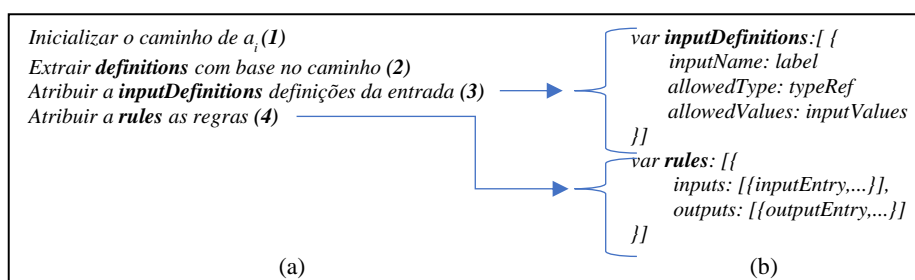 Inicializar o caminho de ai (1)
Extrair definitions com base no caminho (2)
Atribuir a inputDefinitions definições da entrada (3)
Atribuir a rules as regras (4)
(a)
var inputDefinitions:[ {
inputName: label
allowedType: typeRef
allowedValues: inputValues
}]
var rules: [{
inputs: [{inputEntry,...}],
outputs: [{outputEntry,...}]
}]
(b)